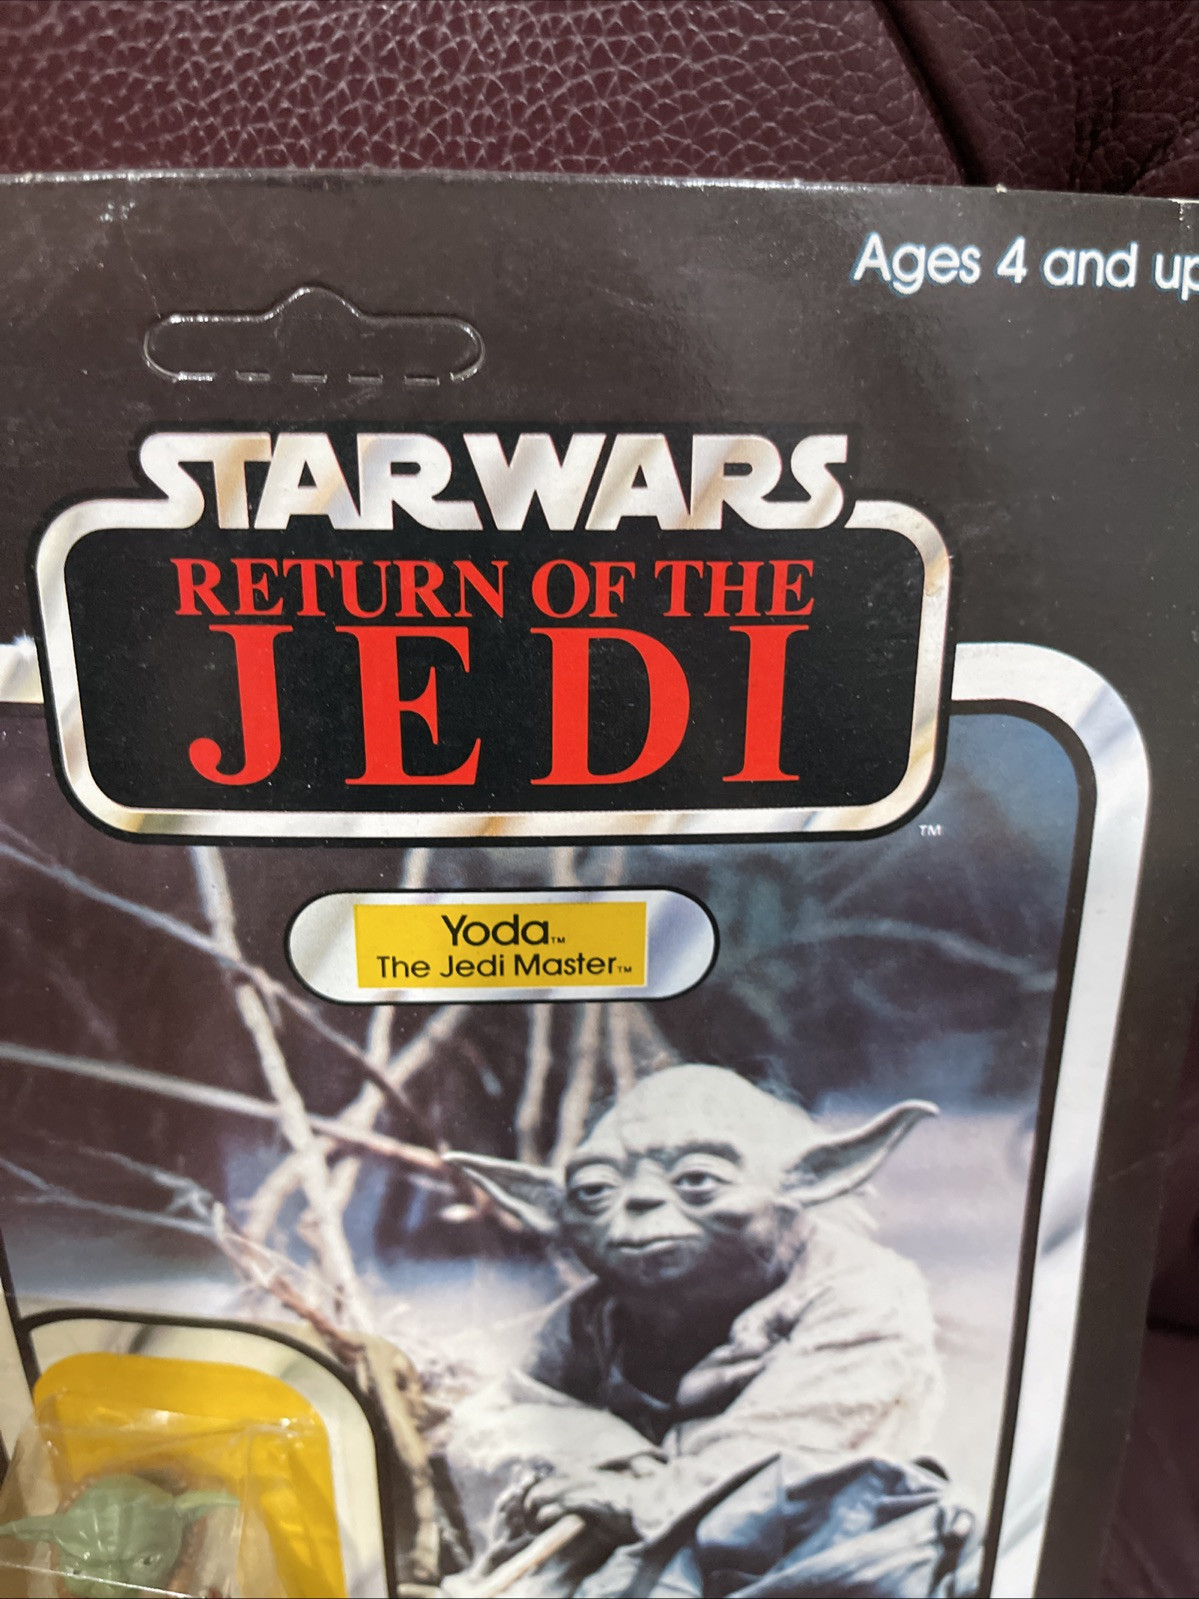 Ages 4 and up
STAR WARS
RETURN OF THE
JEDI
TM
Yoda TM
The Jedi Master TM